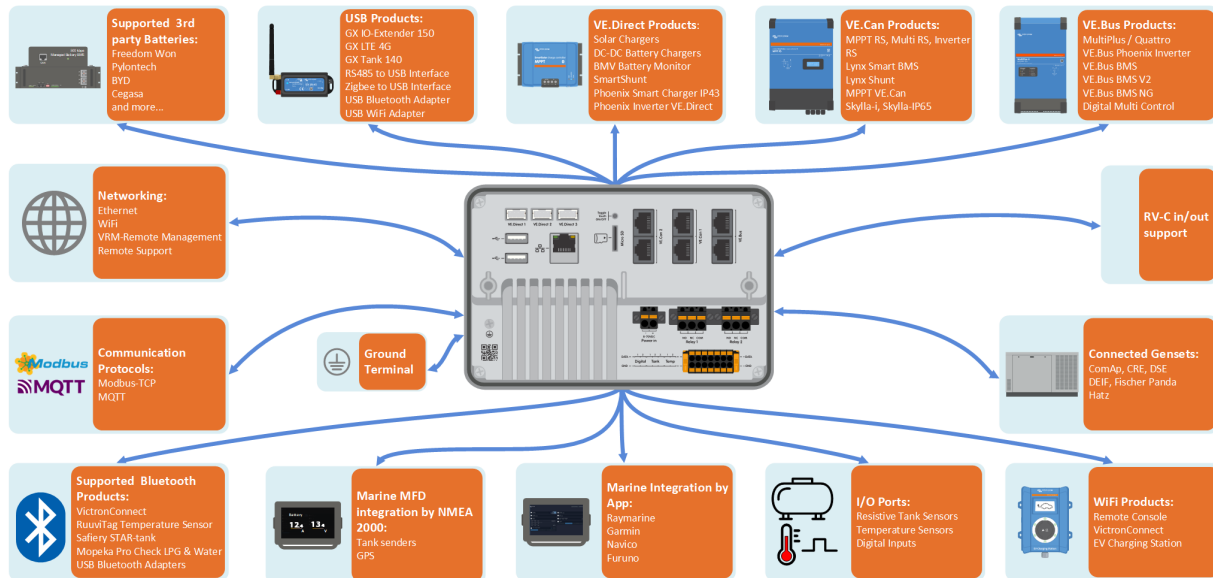 Supported 3rd
party Batteries:
Freedom Won
Pylontech
BYD
Cegasa
and more...
USB Products:
GX IO-Extender 150
GX LTE 4G
GX Tank 140
RS485 to USB Interface
Zigbee to USB Interface
USB Bluetooth Adapter
USB WiFi Adapter
VE.Direct Products:
Solar Chargers
DC-DC Battery Chargers
BMV Battery Monitor
SmartShunt
Phoenix Smart Charger IP43
Phoenix Inverter VE.Direct
VE.Can Products:
MPPT RS, Multi RS, Inverter
RS
Lynx Smart BMS
Lynx Shunt
MPPT VE.Can
Skylla-i, Skylla-IP65
VE.Bus Products:
MultiPlus / Quattro
VE.Bus Phoenix Inverter
VE.Bus BMS
VE.Bus BMS V2
VE.Bus BMS NG
Digital Multi Control
Networking:
Ethernet
WiFi
VRM-Remote Management
Remote Support
VE.Direct 1
VE.Direct 2
VE.Direct 3
Micro SD
VE.Can 2
VE.Can 1
VE.Bus
Power in
Relay 1
Relay 2
Digital Tank Temp
RV-C in/out
support
Modbus
MQTT
Communication
Protocols:
Modbus-TCP
MQTT
Ground
Terminal
Connected Gensets:
ComAp, CRE, DSE
DEIF, Fischer Panda
Hatz
Supported Bluetooth
Products:
VictronConnect
RuuviTag Temperature Sensor
Safiery STAR-tank
Mopeka Pro Check LPG & Water
USB Bluetooth Adapters
Battery
Marine MFD
integration by NMEA
2000:
Tank senders
GPS
Marine Integration by
App:
Raymarine
Garmin
Navico
Furuno
I/O Ports:
Resistive Tank Sensors
Temperature Sensors
Digital Inputs
WiFi Products:
Remote Console
VictronConnect
EV Charging Station